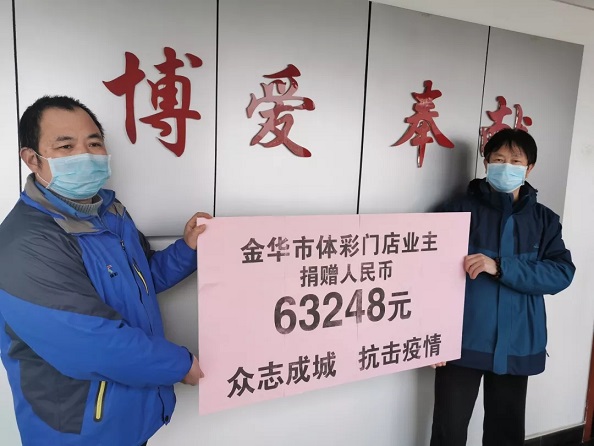 博爱奉献
金华市体彩门店业主
捐赠人民币
63248元
众志成城 抗击疫情